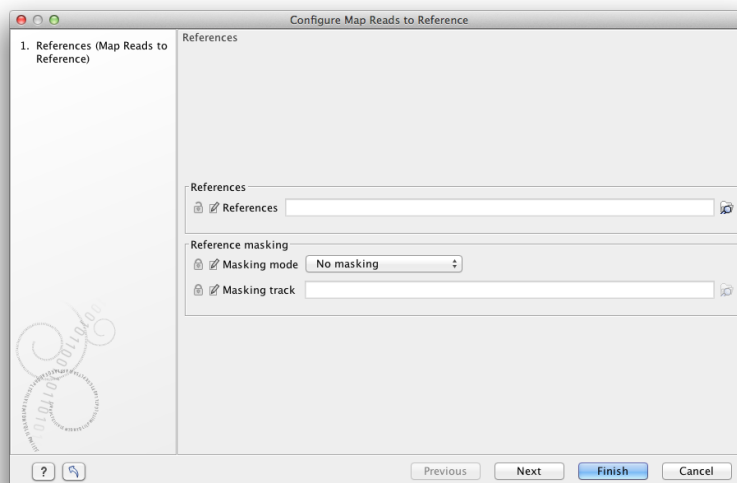 Configure Map Reads to Reference
1. References (Map Reads to
Reference)
References
References
References
Reference masking
Masking mode No masking
Masking track
? Previous Next Finish Cancel